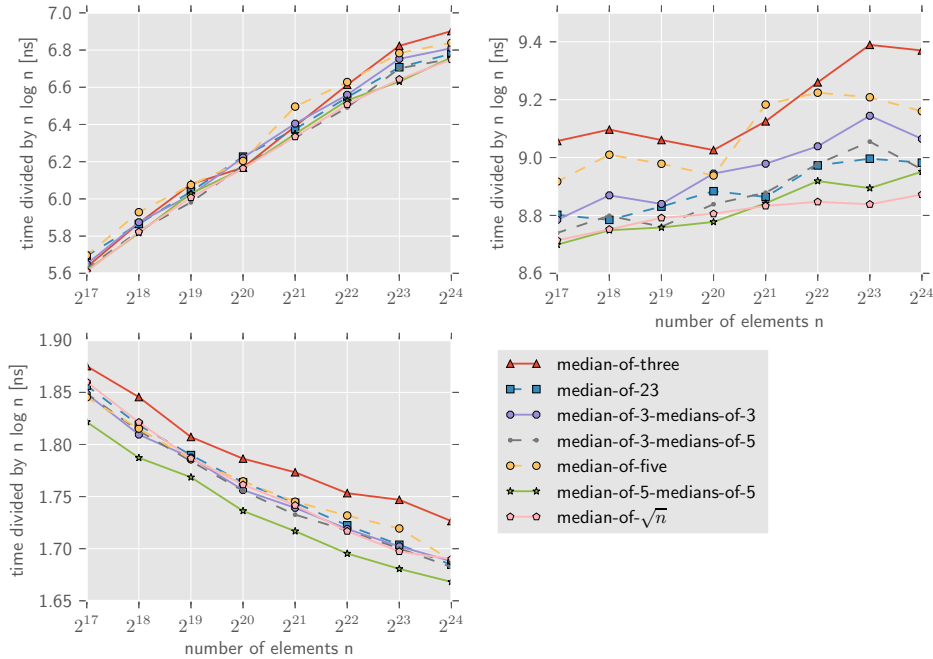 7.0
6.8
6.6
6.4
6.2
6.0
5.8
5.6
time divided by n log n [ns]
2^17 2^18 2^19 2^20 2^21 2^22 2^23 2^24
9.4
9.2
9.0
8.8
8.6
time divided by n log n [ns]
2^17 2^18 2^19 2^20 2^21 2^22 2^23 2^24
number of elements n
1.90
1.85
1.80
1.75
1.70
1.65
time divided by n log n [ns]
2^17 2^18 2^19 2^20 2^21 2^22 2^23 2^24
number of elements n
median-of-three
median-of-23
median-of-3-medians-of-3
median-of-3-medians-of-5
median-of-five
median-of-5-medians-of-5
median-of-√n